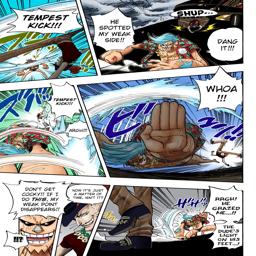 TEMPEST
KICK!!!
HE
SPOTTED
MY WEAK
SIDE!!
SHUP...
DANG
IT!!!
TEMPEST
KICK!!!
ARGH!!
WHOA
!!!
DON'T GET
COCKY!! IF I
DO THIS, MY
WEAK POINT
DISAPPEARS!!
!!?
NOW IT'S JUST
A MATTER OF
TIME, ISN'T IT?
ARGH!!
HE
GRAZED
ME...!!
THE
DUDE'S
LIGHT
ON HIS
FEET...!!